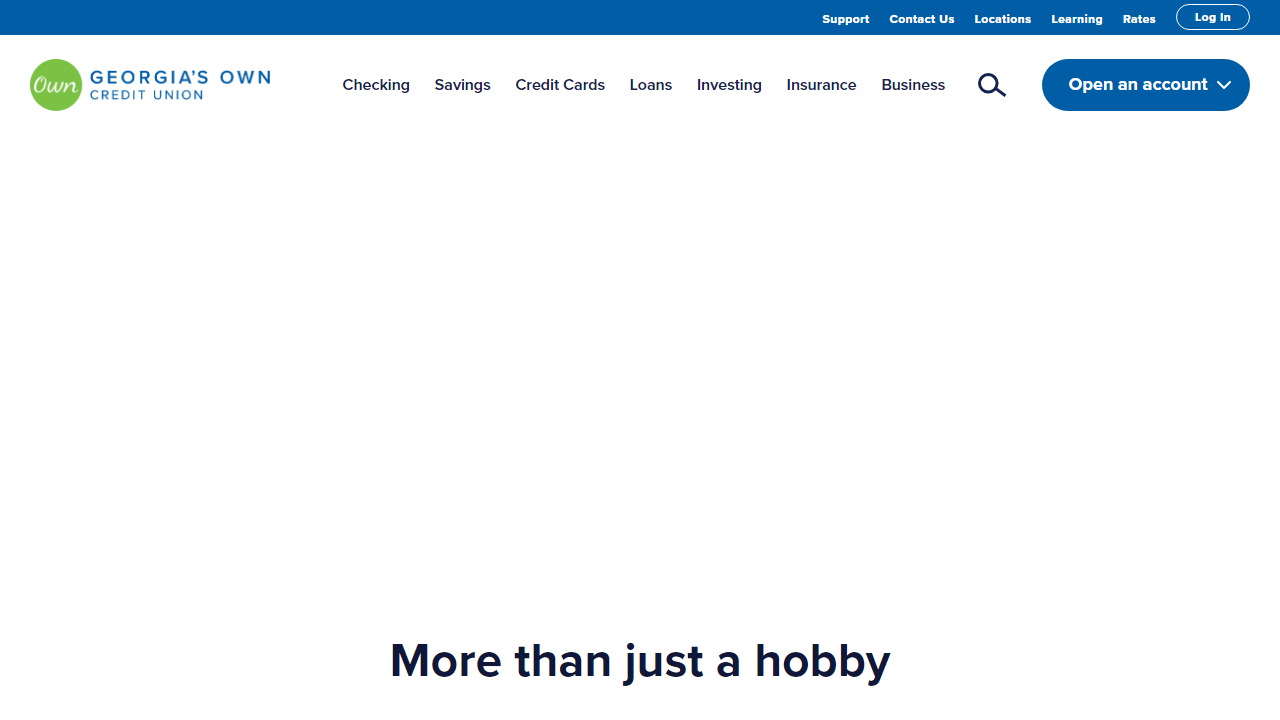 Support Contact Us Locations Learning Rates Log In
Own GEORGIA'S OWN
CREDIT UNION
Checking Savings Credit Cards Loans Investing Insurance Business Open an account
More than just a hobby